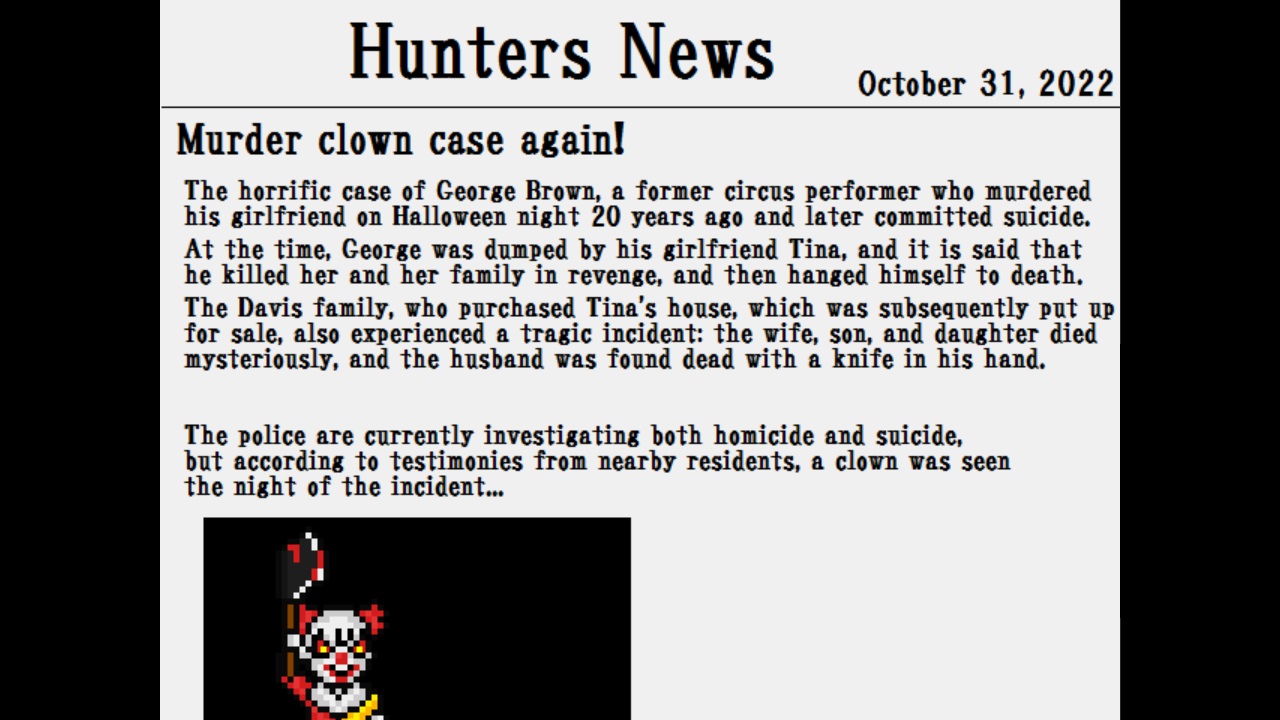 Hunters News
October 31, 2022
Murder clown case again!
The horrific case of George Brown, a former circus performer who murdered
his girlfriend on Halloween night 20 years ago and later committed suicide.
At the time, George was dumped by his girlfriend Tina, and it is said that
he killed her and her family in revenge, and then hanged himself to death.
The Davis family, who purchased Tina's house, which was subsequently put up
for sale, also experienced a tragic incident: the wife, son, and daughter died
mysteriously, and the husband was found dead with a knife in his hand.
The police are currently investigating both homicide and suicide,
but according to testimonies from nearby residents, a clown was seen
the night of the incident...